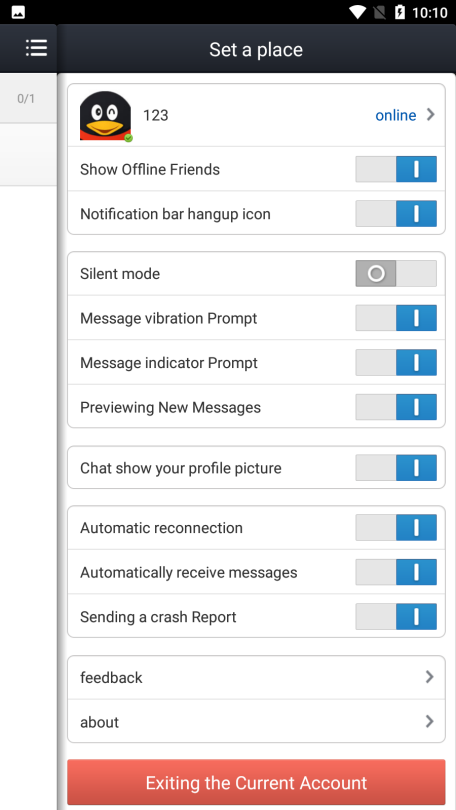 10:10
Set a place
0/1
123
online
Show Offline Friends
Notification bar hangup icon
Silent mode
Message vibration Prompt
Message indicator Prompt
Previewing New Messages
Chat show your profile picture
Automatic reconnection
Automatically receive messages
Sending a crash Report
feedback
about
Exiting the Current Account